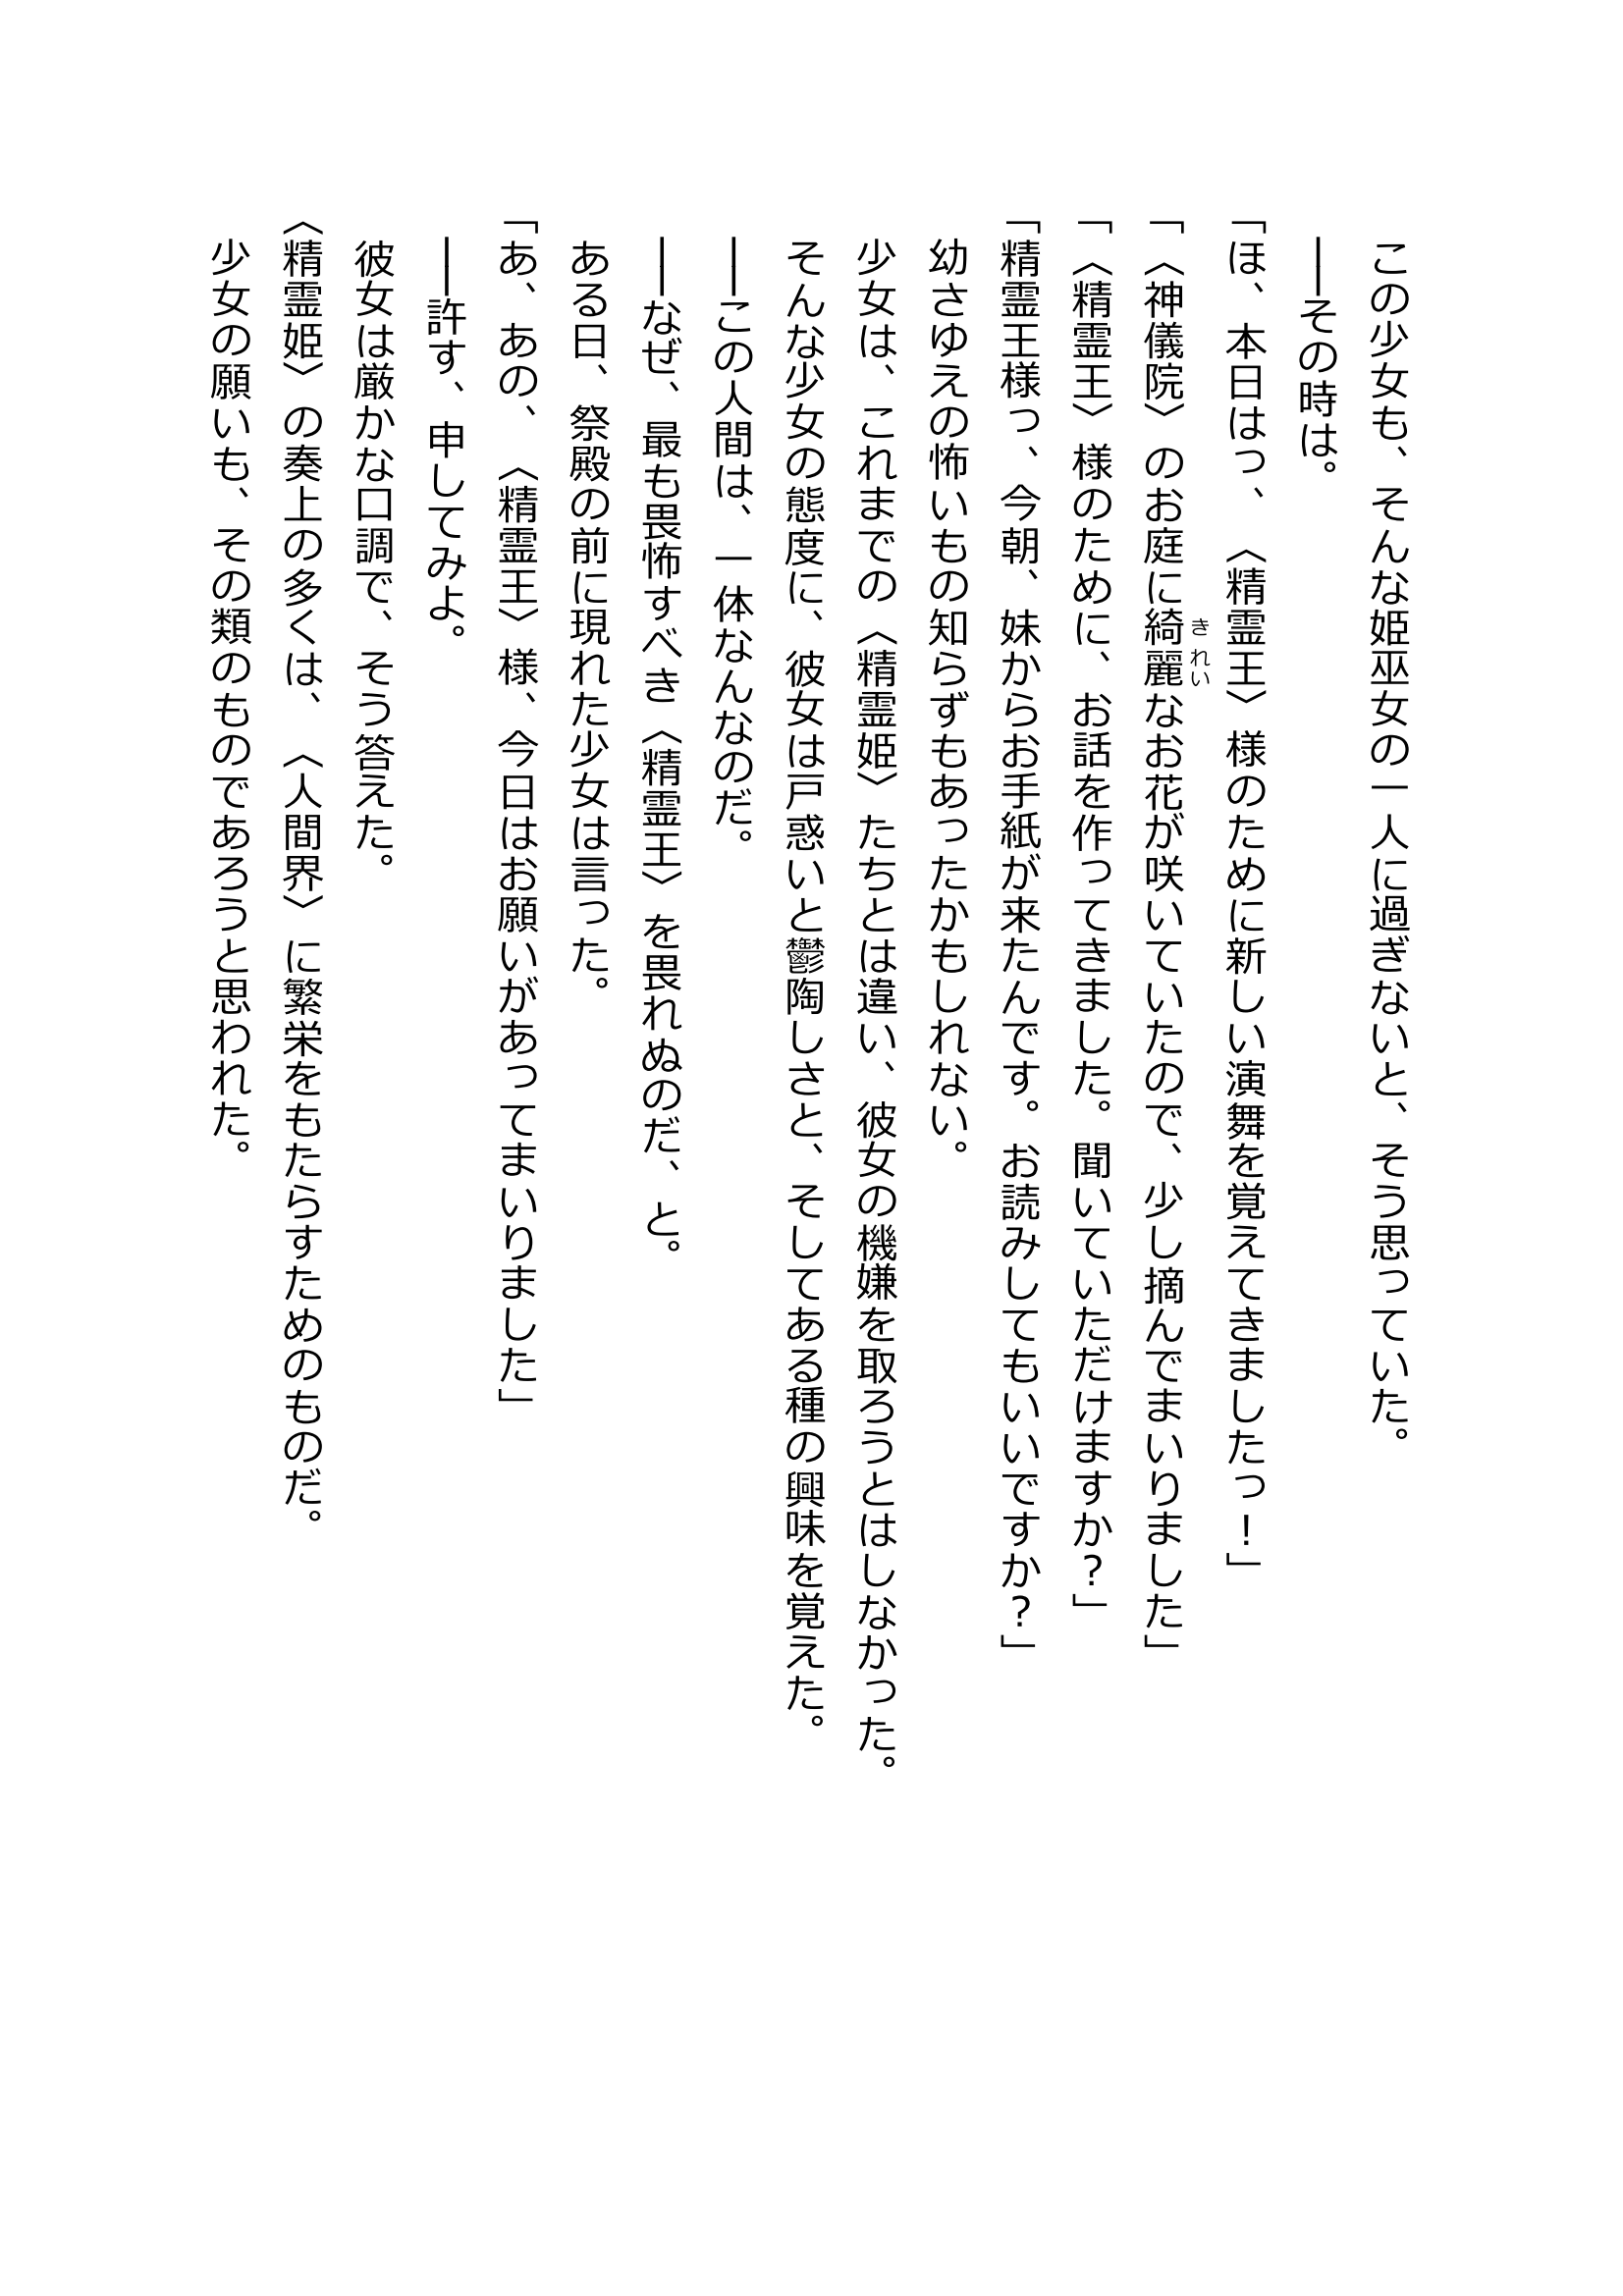 この少女も、そんな姫巫女の一人に過ぎないと、そう思っていた。
――その時は。
「ほ、本日はっ、〈精霊王〉様のために新しい演舞を覚えてきましたっ！」
「〈神儀院〉のお庭に綺麗なお花が咲いていたので、少し摘んでまいりました」
きれい
「〈精霊王〉様のために、お話を作ってきました。聞いていただけますか？」
「精霊王様っ、今朝、妹からお手紙が来たんです。お読みしてもいいですか？」
幼さゆえの怖いもの知らずもあったかもしれない。
少女は、これまでの〈精霊姫〉たちとは違い、彼女の機嫌を取ろうとはしなかった。
そんな少女の態度に、彼女は戸惑いと鬱陶しさと、そしてある種の興味を覚えた。
――この人間は、一体なんなのだ。
――なぜ、最も畏怖すべき〈精霊王〉を畏れぬのだ、と。
ある日、祭殿の前に現れた少女は言った。
「あ、あの、〈精霊王〉様、今日はお願いがあってまいりました」
――許す、申してみよ。
彼女は厳かな口調で、そう答えた。
〈精霊姫〉の奏上の多くは、〈人間界〉に繁栄をもたらすためのものだ。
少女の願いも、その類のものであろうと思われた。